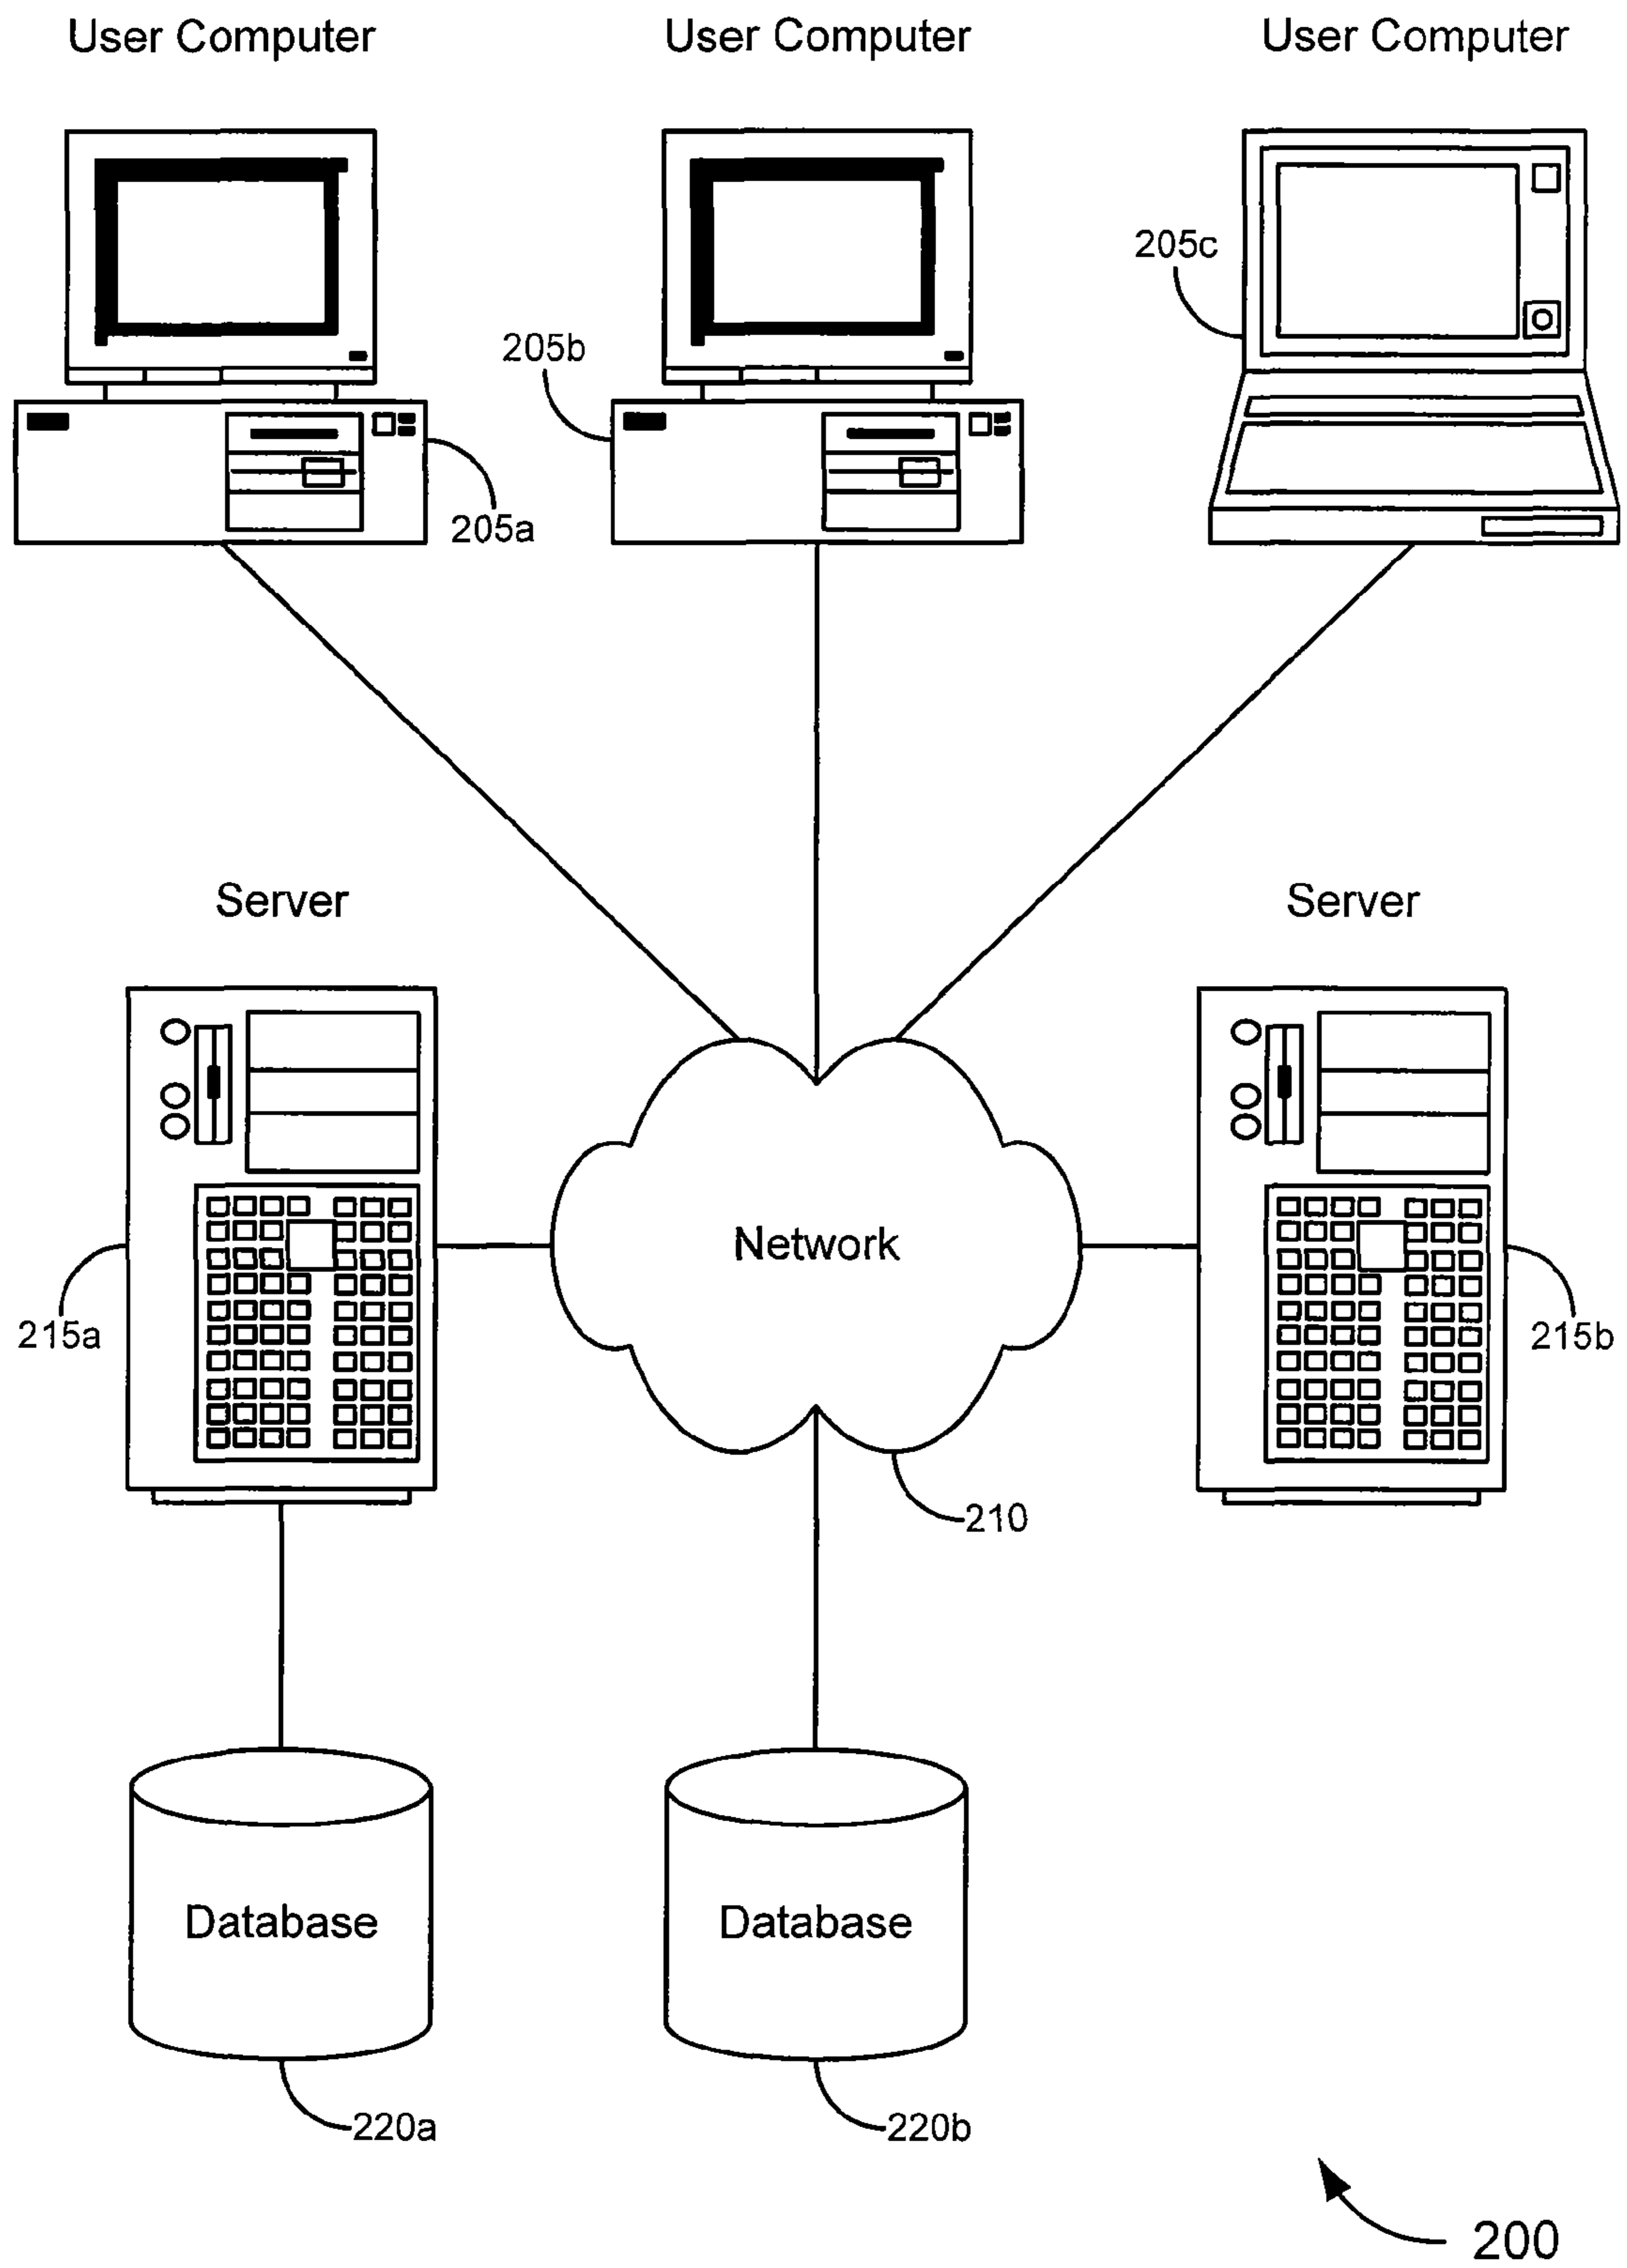 User Computer
User Computer
User Computer
205c
205b
205a
Server
Server
Network
215a
215b
210
Database
Database
220a
220b
200